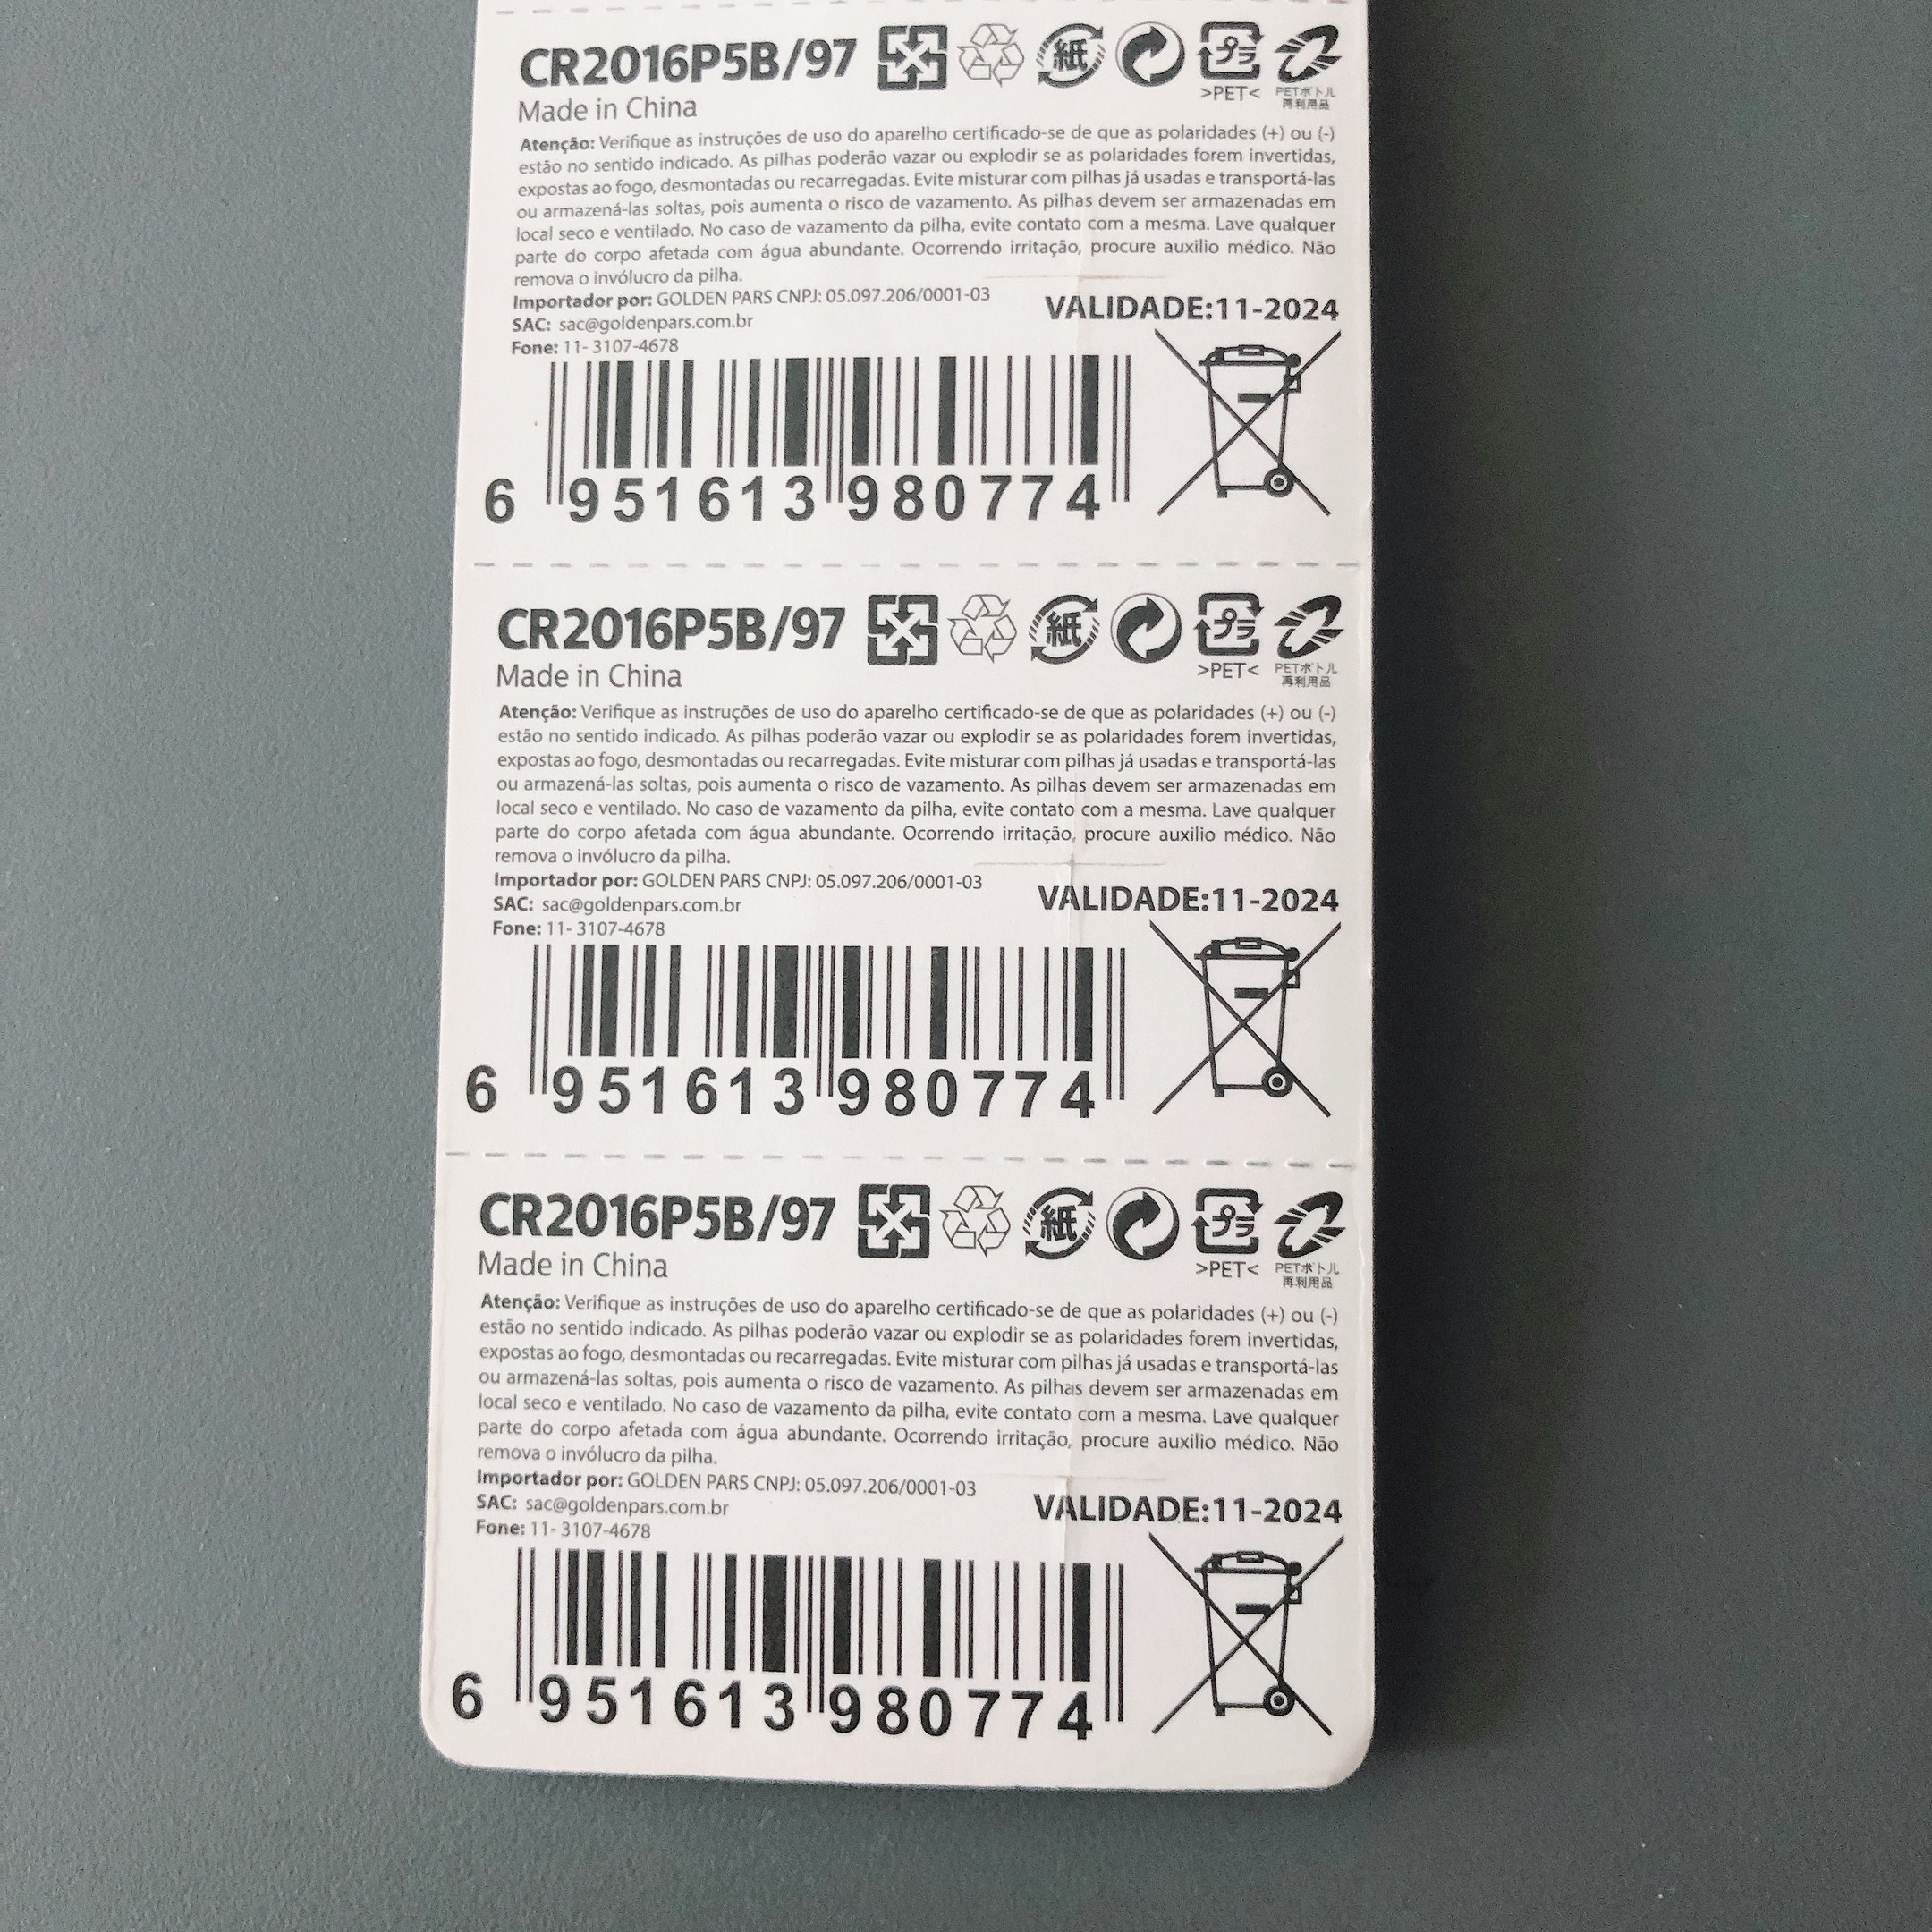 CR2016P5B/97
紙
プラ
>PET<
PETボトル
再利用品
Made in China
Atenção: Verifique as instruções de uso do aparelho certificado-se de que as polaridades (+) ou (-)
estão no sentido indicado. As pilhas poderão vazar ou explodir se as polaridades forem invertidas,
expostas ao fogo, desmontadas ou recarregadas. Evite misturar com pilhas já usadas e transportá-las
ou armazená-las soltas, pois aumenta o risco de vazamento. As pilhas devem ser armazenadas em
local seco e ventilado. No caso de vazamento da pilha, evite contato com a mesma. Lave qualquer
parte do corpo afetada com água abundante. Ocorrendo irritação, procure auxilio médico. Não
remova o invólucro da pilha.
Importador por: GOLDEN PARS CNPJ: 05.097.206/0001-03
SAC: sac@goldenpars.com.br
Fone: 11- 3107-4678
VALIDADE:11-2024
6 951613 980774
CR2016P5B/97
紙
プラ
>PET<
PETボトル
再利用品
Made in China
Atenção: Verifique as instruções de uso do aparelho certificado-se de que as polaridades (+) ou (-)
estão no sentido indicado. As pilhas poderão vazar ou explodir se as polaridades forem invertidas,
expostas ao fogo, desmontadas ou recarregadas. Evite misturar com pilhas já usadas e transportá-las
ou armazená-las soltas, pois aumenta o risco de vazamento. As pilhas devem ser armazenadas em
local seco e ventilado. No caso de vazamento da pilha, evite contato com a mesma. Lave qualquer
parte do corpo afetada com água abundante. Ocorrendo irritação, procure auxilio médico. Não
remova o invólucro da pilha.
Importador por: GOLDEN PARS CNPJ: 05.097.206/0001-03
SAC: sac@goldenpars.com.br
Fone: 11- 3107-4678
VALIDADE:11-2024
6 951613 980774
CR2016P5B/97
紙
プラ
>PET<
PETボトル
再利用品
Made in China
Atenção: Verifique as instruções de uso do aparelho certificado-se de que as polaridades (+) ou (-)
estão no sentido indicado. As pilhas poderão vazar ou explodir se as polaridades forem invertidas,
expostas ao fogo, desmontadas ou recarregadas. Evite misturar com pilhas já usadas e transportá-las
ou armazená-las soltas, pois aumenta o risco de vazamento. As pilhas devem ser armazenadas em
local seco e ventilado. No caso de vazamento da pilha, evite contato com a mesma. Lave qualquer
parte do corpo afetada com água abundante. Ocorrendo irritação, procure auxilio médico. Não
remova o invólucro da pilha.
Importador por: GOLDEN PARS CNPJ: 05.097.206/0001-03
SAC: sac@goldenpars.com.br
Fone: 11- 3107-4678
VALIDADE:11-2024
6 951613 980774